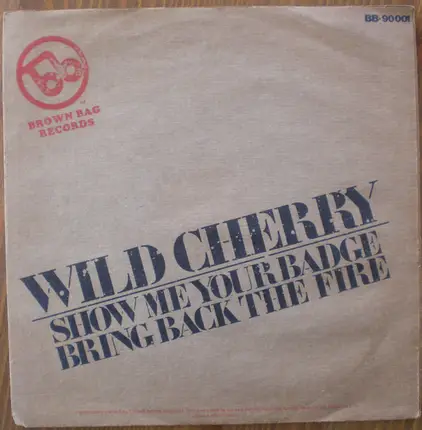 BB-90001
BROWN BAG
RECORDS
WILD CHERRY
SHOW ME YOUR BADGE
BRING BACK THE FIRE